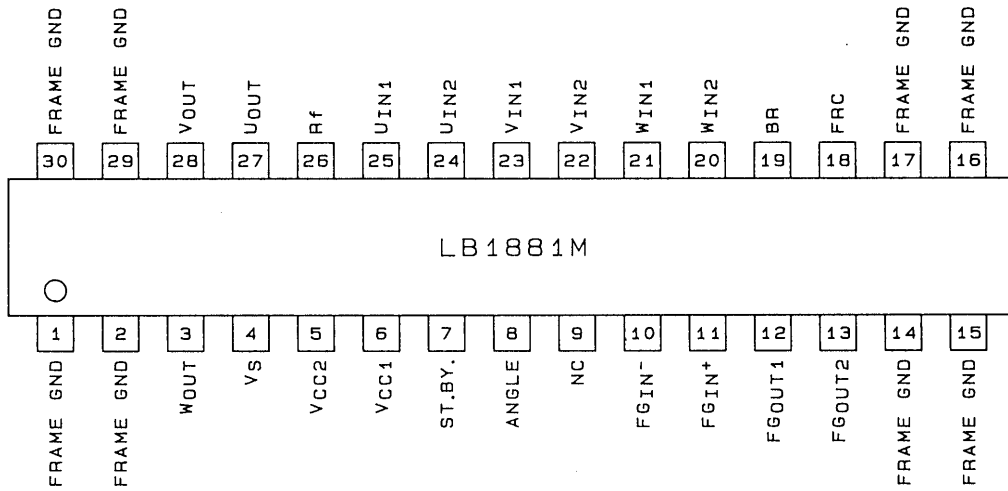 FRAME GND
FRAME GND
VOUT
UOUT
Rf
UIN1
UIN2
VIN1
VIN2
WIN1
WIN2
BR
FRC
FRAME GND
FRAME GND
30 29 28 27 26 25 24 23 22 21 20 19 18 17 16
LB1881M
1 2 3 4 5 6 7 8 9 10 11 12 13 14 15
FRAME GND
FRAME GND
WOUT
VS
VCC2
VCC1
ST.BY.
ANGLE
NC
FGIN-
FGIN+
FGOUT1
FGOUT2
FRAME GND
FRAME GND